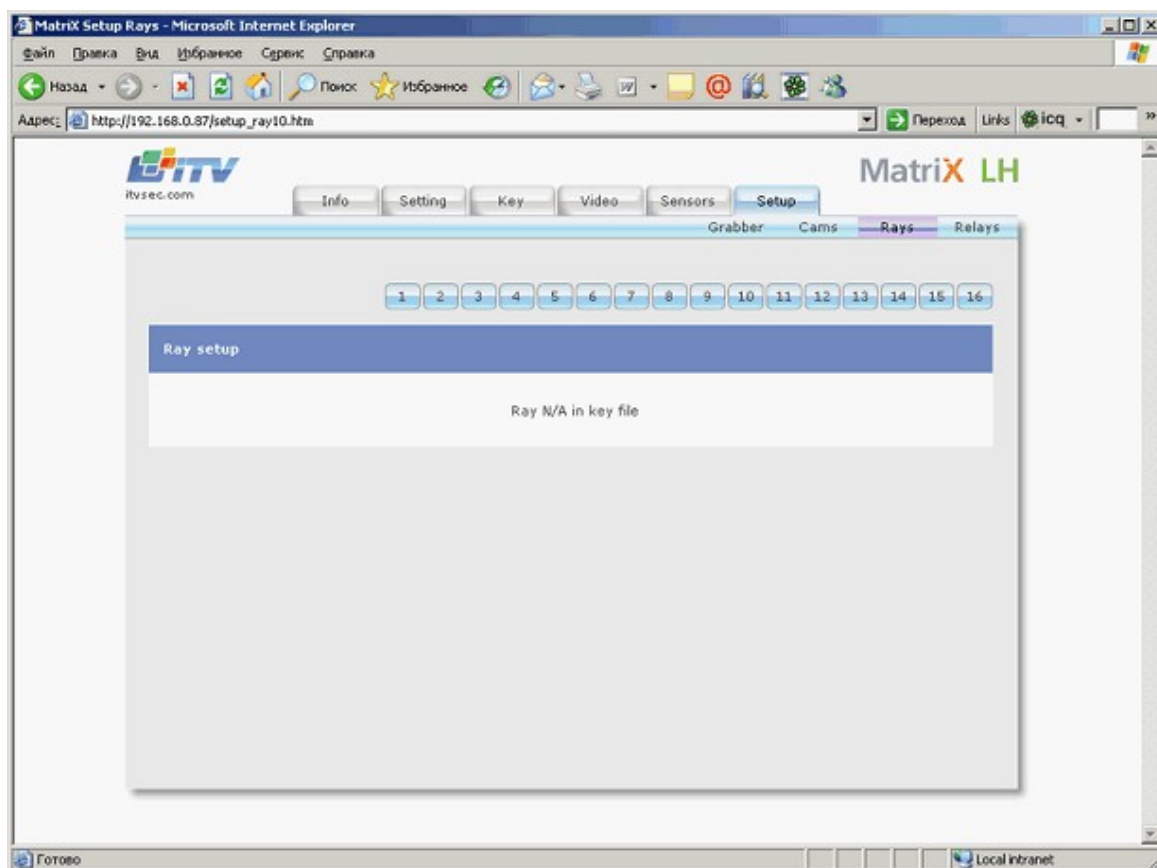 MatriX Setup Rays - Microsoft Internet Explorer
Файл Правка Вид Избранное Сервис Справка
Назад Поиск Избранное
Адрес: http://192.168.0.87/setup_ray10.htm Переход Links icq
itv
itvsec.com
MatriX LH
Info Setting Key Video Sensors Setup
Grabber Cams Rays Relays
1 2 3 4 5 6 7 8 9 10 11 12 13 14 15 16
Ray setup
Ray N/A in key file
Готово Local intranet